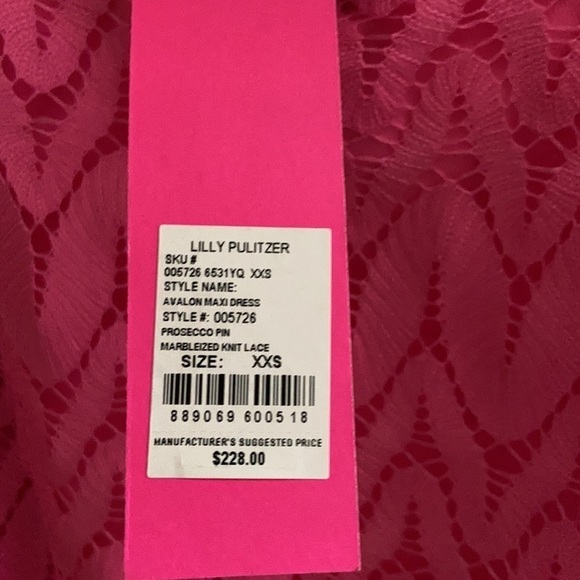 LILLY PULITZER
SKU #
005726 6531YQ XXS
STYLE NAME:
AVALON MAXI DRESS
STYLE #: 005726
PROSECCO PIN
MARBLEIZED KNIT LACE
SIZE: XXS
889069 600518
MANUFACTURER'S SUGGESTED PRICE
$228.00